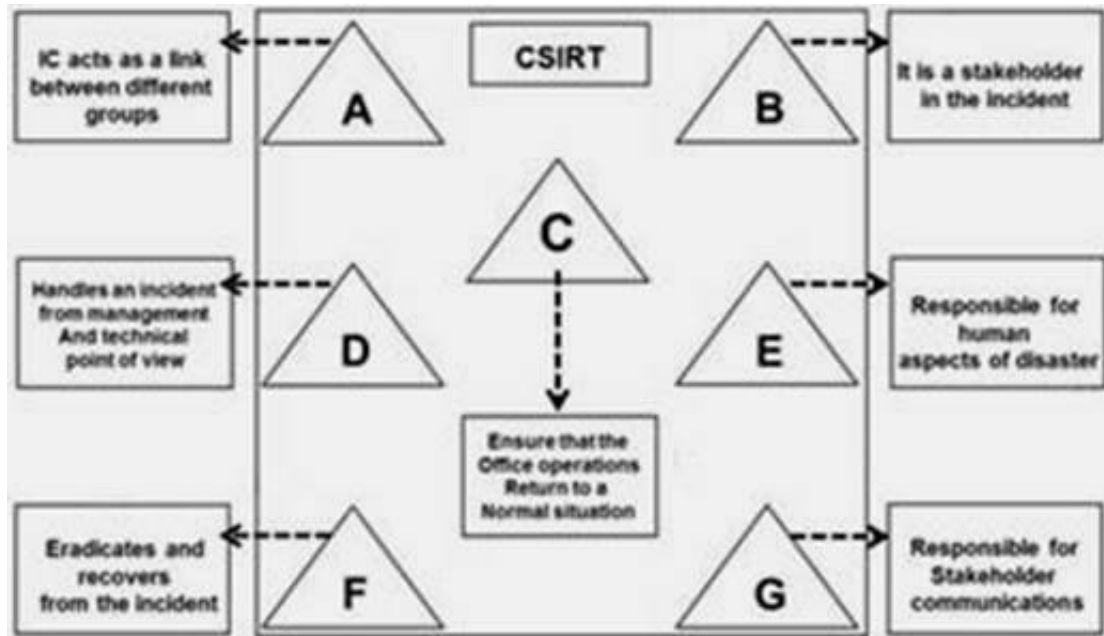 IC acts as a link
between different
groups
A
CSIRT
B
It is a stakeholder
in the incident
C
Handles an incident
from management
And technical
point of view
D
E
Responsible for
human
aspects of disaster
Ensure that the
Office operations
Return to a
Normal situation
Eradicates and
recovers
from the incident
F
G
Responsible for
Stakeholder
communications